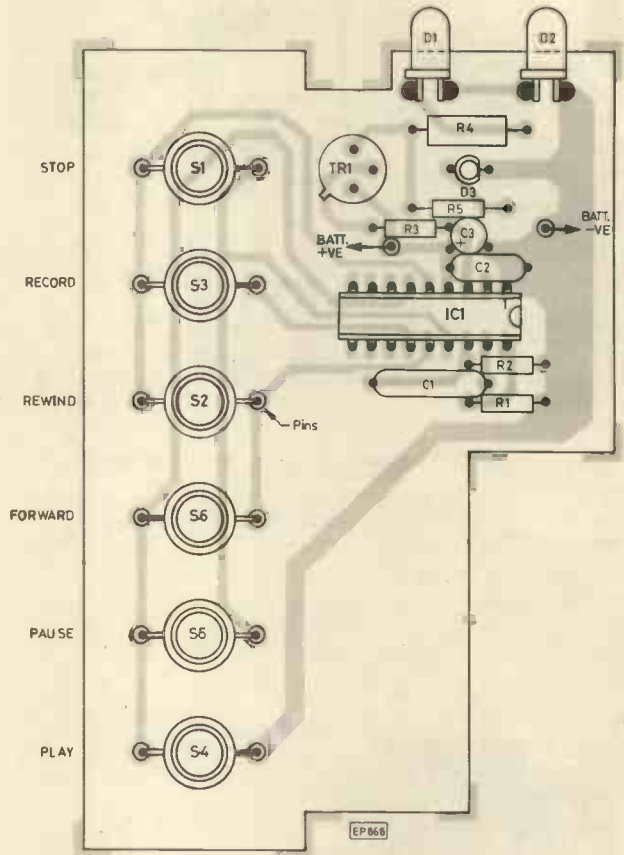 D1
D2
R4
STOP
S1
TR1
D3
R5
R3
C3
+
BATT.
+VE
BATT.
-VE
C2
RECORD
S3
IC1
R2
REWIND
S2
C1
R1
Pins
FORWARD
S6
PAUSE
S5
PLAY
S4
EP86B